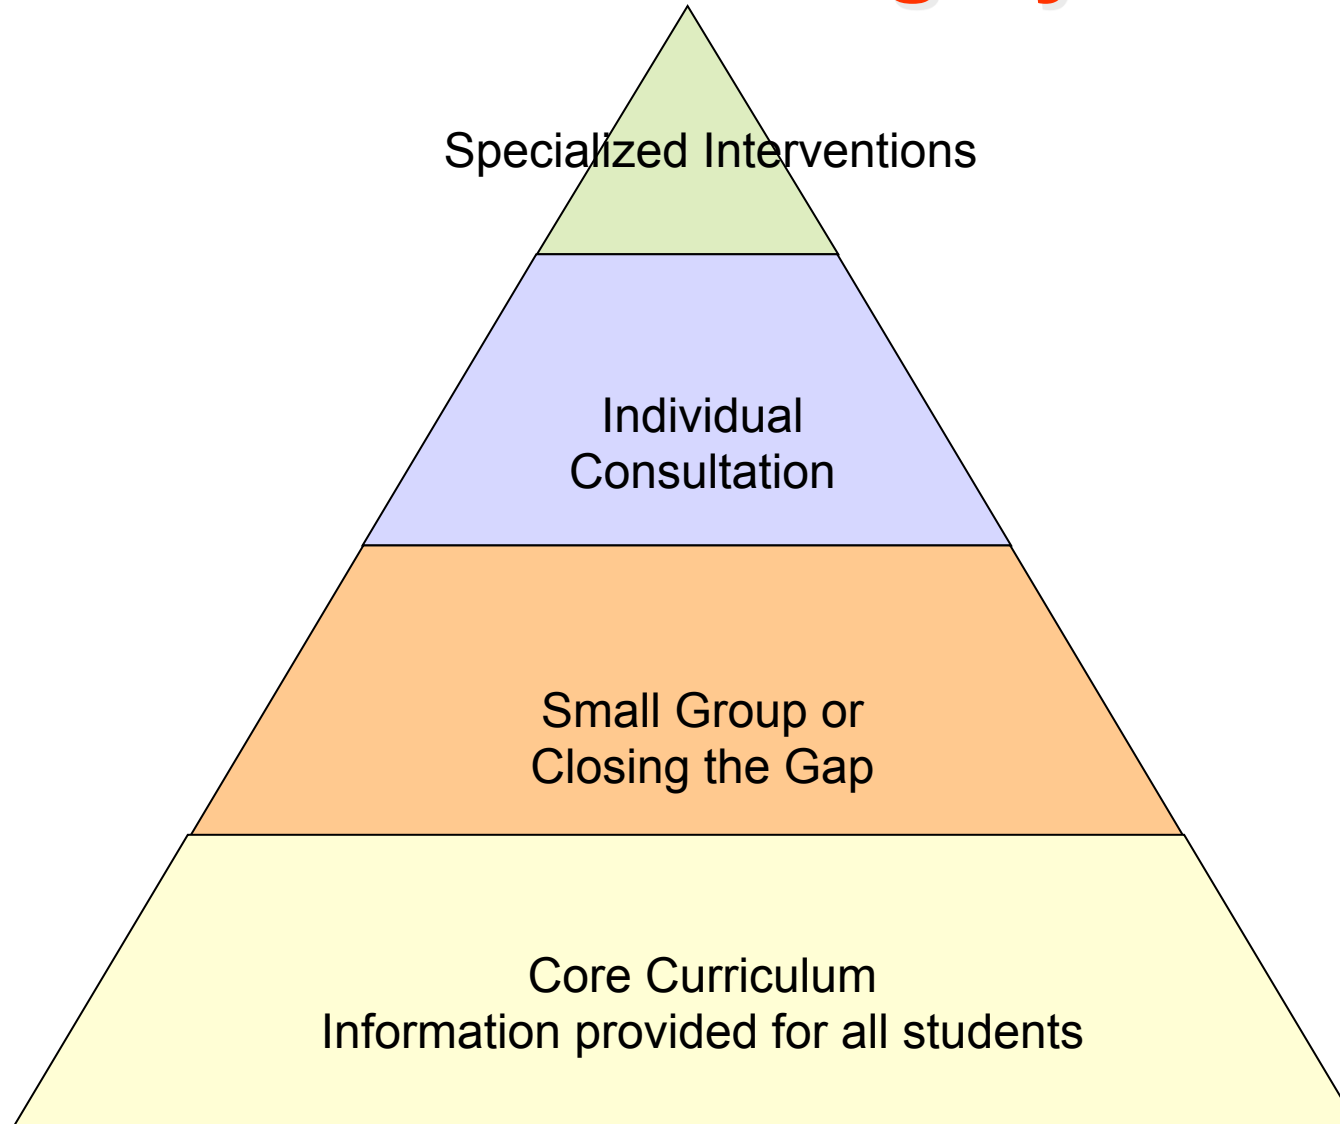 Specialized Interventions
Individual
Consultation
Small Group or
Closing the Gap
Core Curriculum
Information provided for all students